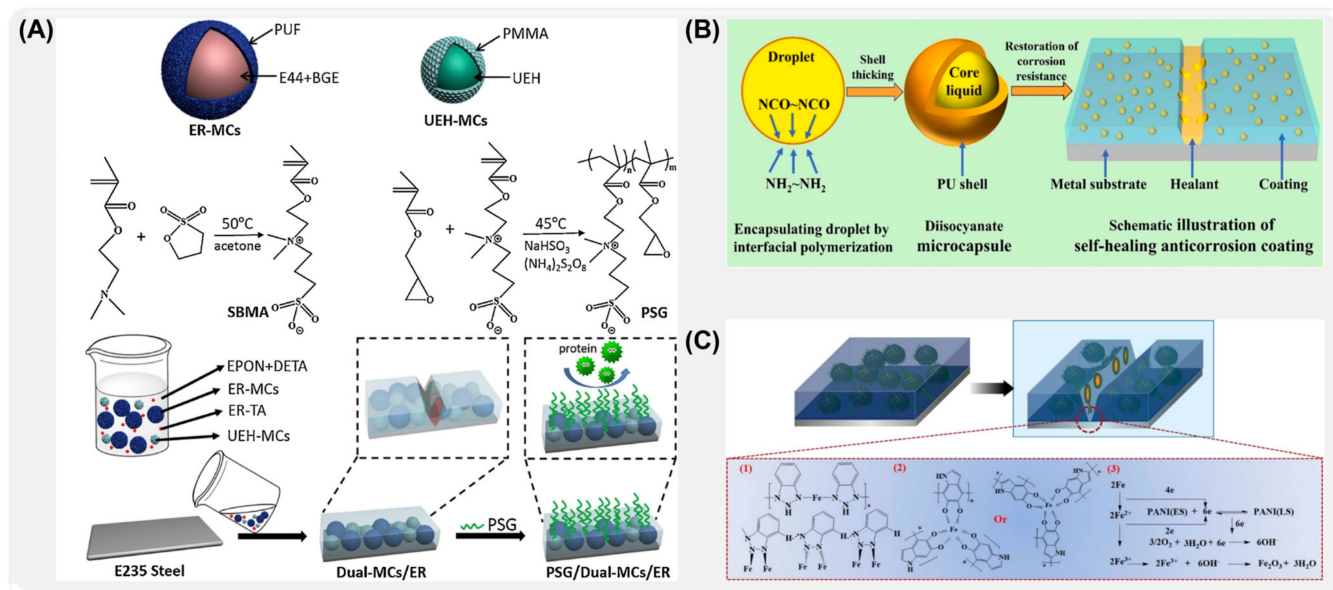 (A)
PUF
E44+BGE
ER-MCs
PMMA
UEH
UEH-MCs
50°C
acetone
SBMA
45°C
NaHSO₃
(NH₄)₂S₂O₈
PSG
EPON+DETA
ER-MCs
ER-TA
UEH-MCs
protein
E235 Steel
Dual-MCs/ER
PSG
PSG/Dual-MCs/ER
(B)
Droplet
NCO~NCO
NH₂~NH₂
Encapsulating droplet by
interfacial polymerization
Shell
thicking
Core
liquid
PU shell
Diisocyanate
microcapsule
Restoration of
corrosion
resistance
Metal substrate
Healant
Coating
Schematic illustration of
self-healing anticorrosion coating
(C)
(1)
(2)
Or
(3)
2Fe
4e
2Fe²⁺
PANI(ES) + 6e
PANI(LS)
2e
6e
3/2O₂ + 3H₂O + 6e
6OH⁻
2Fe³⁺
2Fe³⁺ + 6OH⁻
Fe₂O₃ + 3H₂O